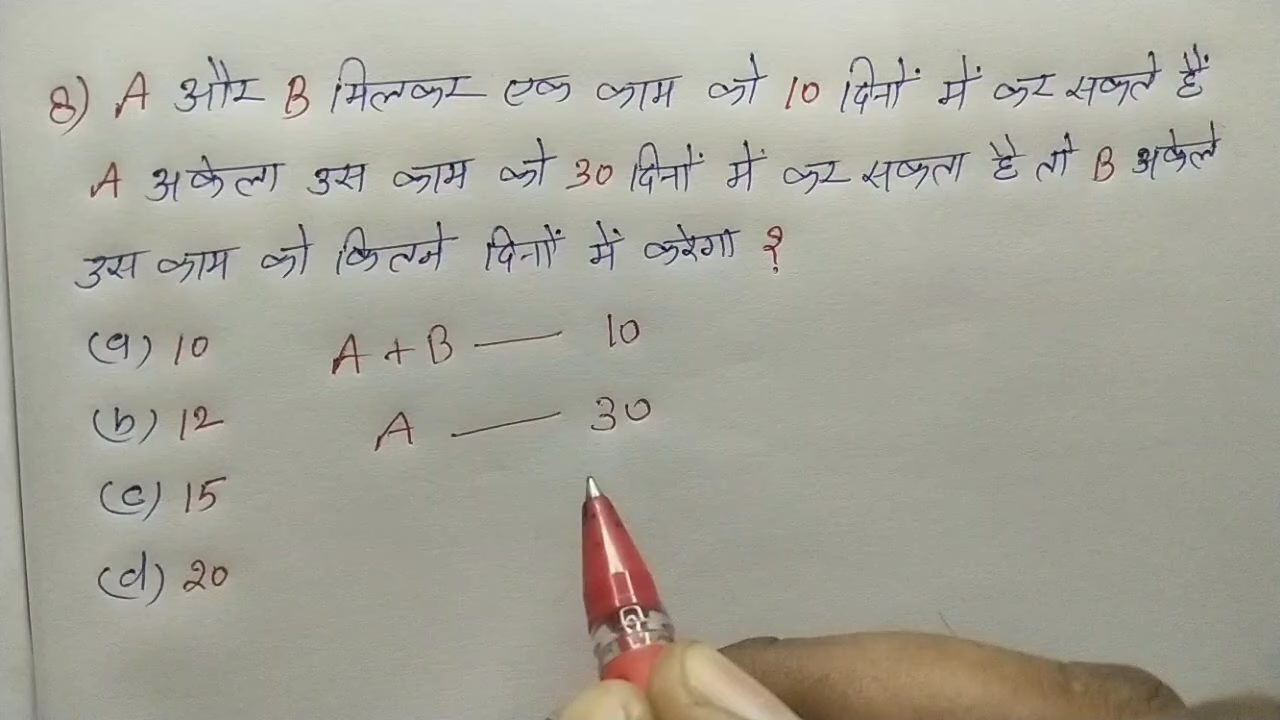 8) A और B मिलकर एक काम को 10 दिनों में कर सकते हैं
A अकेला उस काम को 30 दिनों में कर सकता है तो B अकेले
उस काम को कितने दिनों में करेगा ?
(a) 10
A + B — 10
(b) 12
A — 30
(c) 15
(d) 20